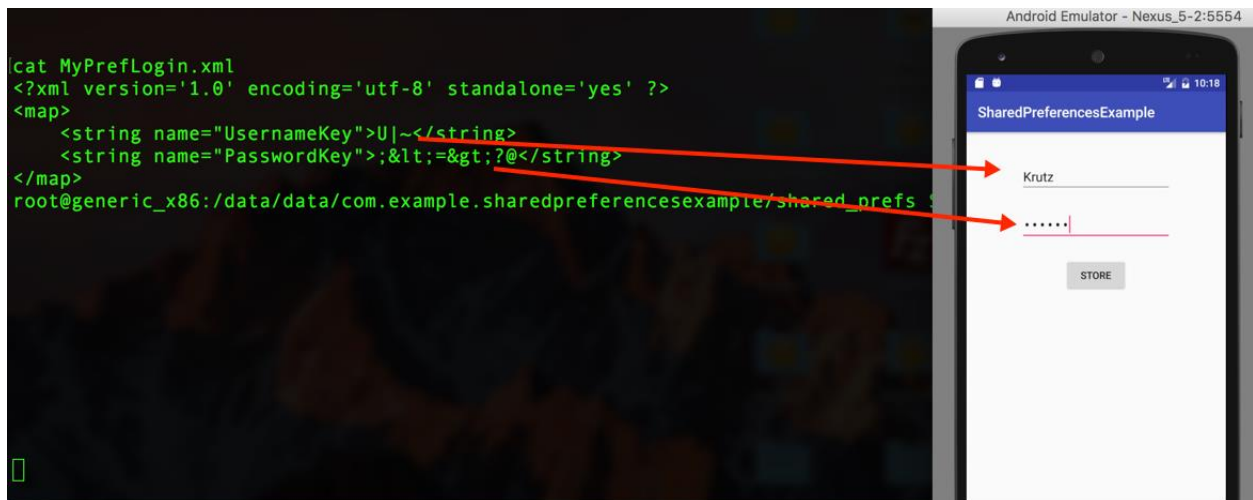 Android Emulator - Nexus_5-2:5554
cat MyPrefLogin.xml
<?xml version='1.0' encoding='utf-8' standalone='yes' ?>
<map>
    <string name="UsernameKey">U|~</string>
    <string name="PasswordKey">;&lt;=&gt;?@</string>
</map>
root@generic_x86:/data/data/com.example.sharedpreferencesexample/shared_prefs
10:18
SharedPreferencesExample
Krutz
••••••
STORE